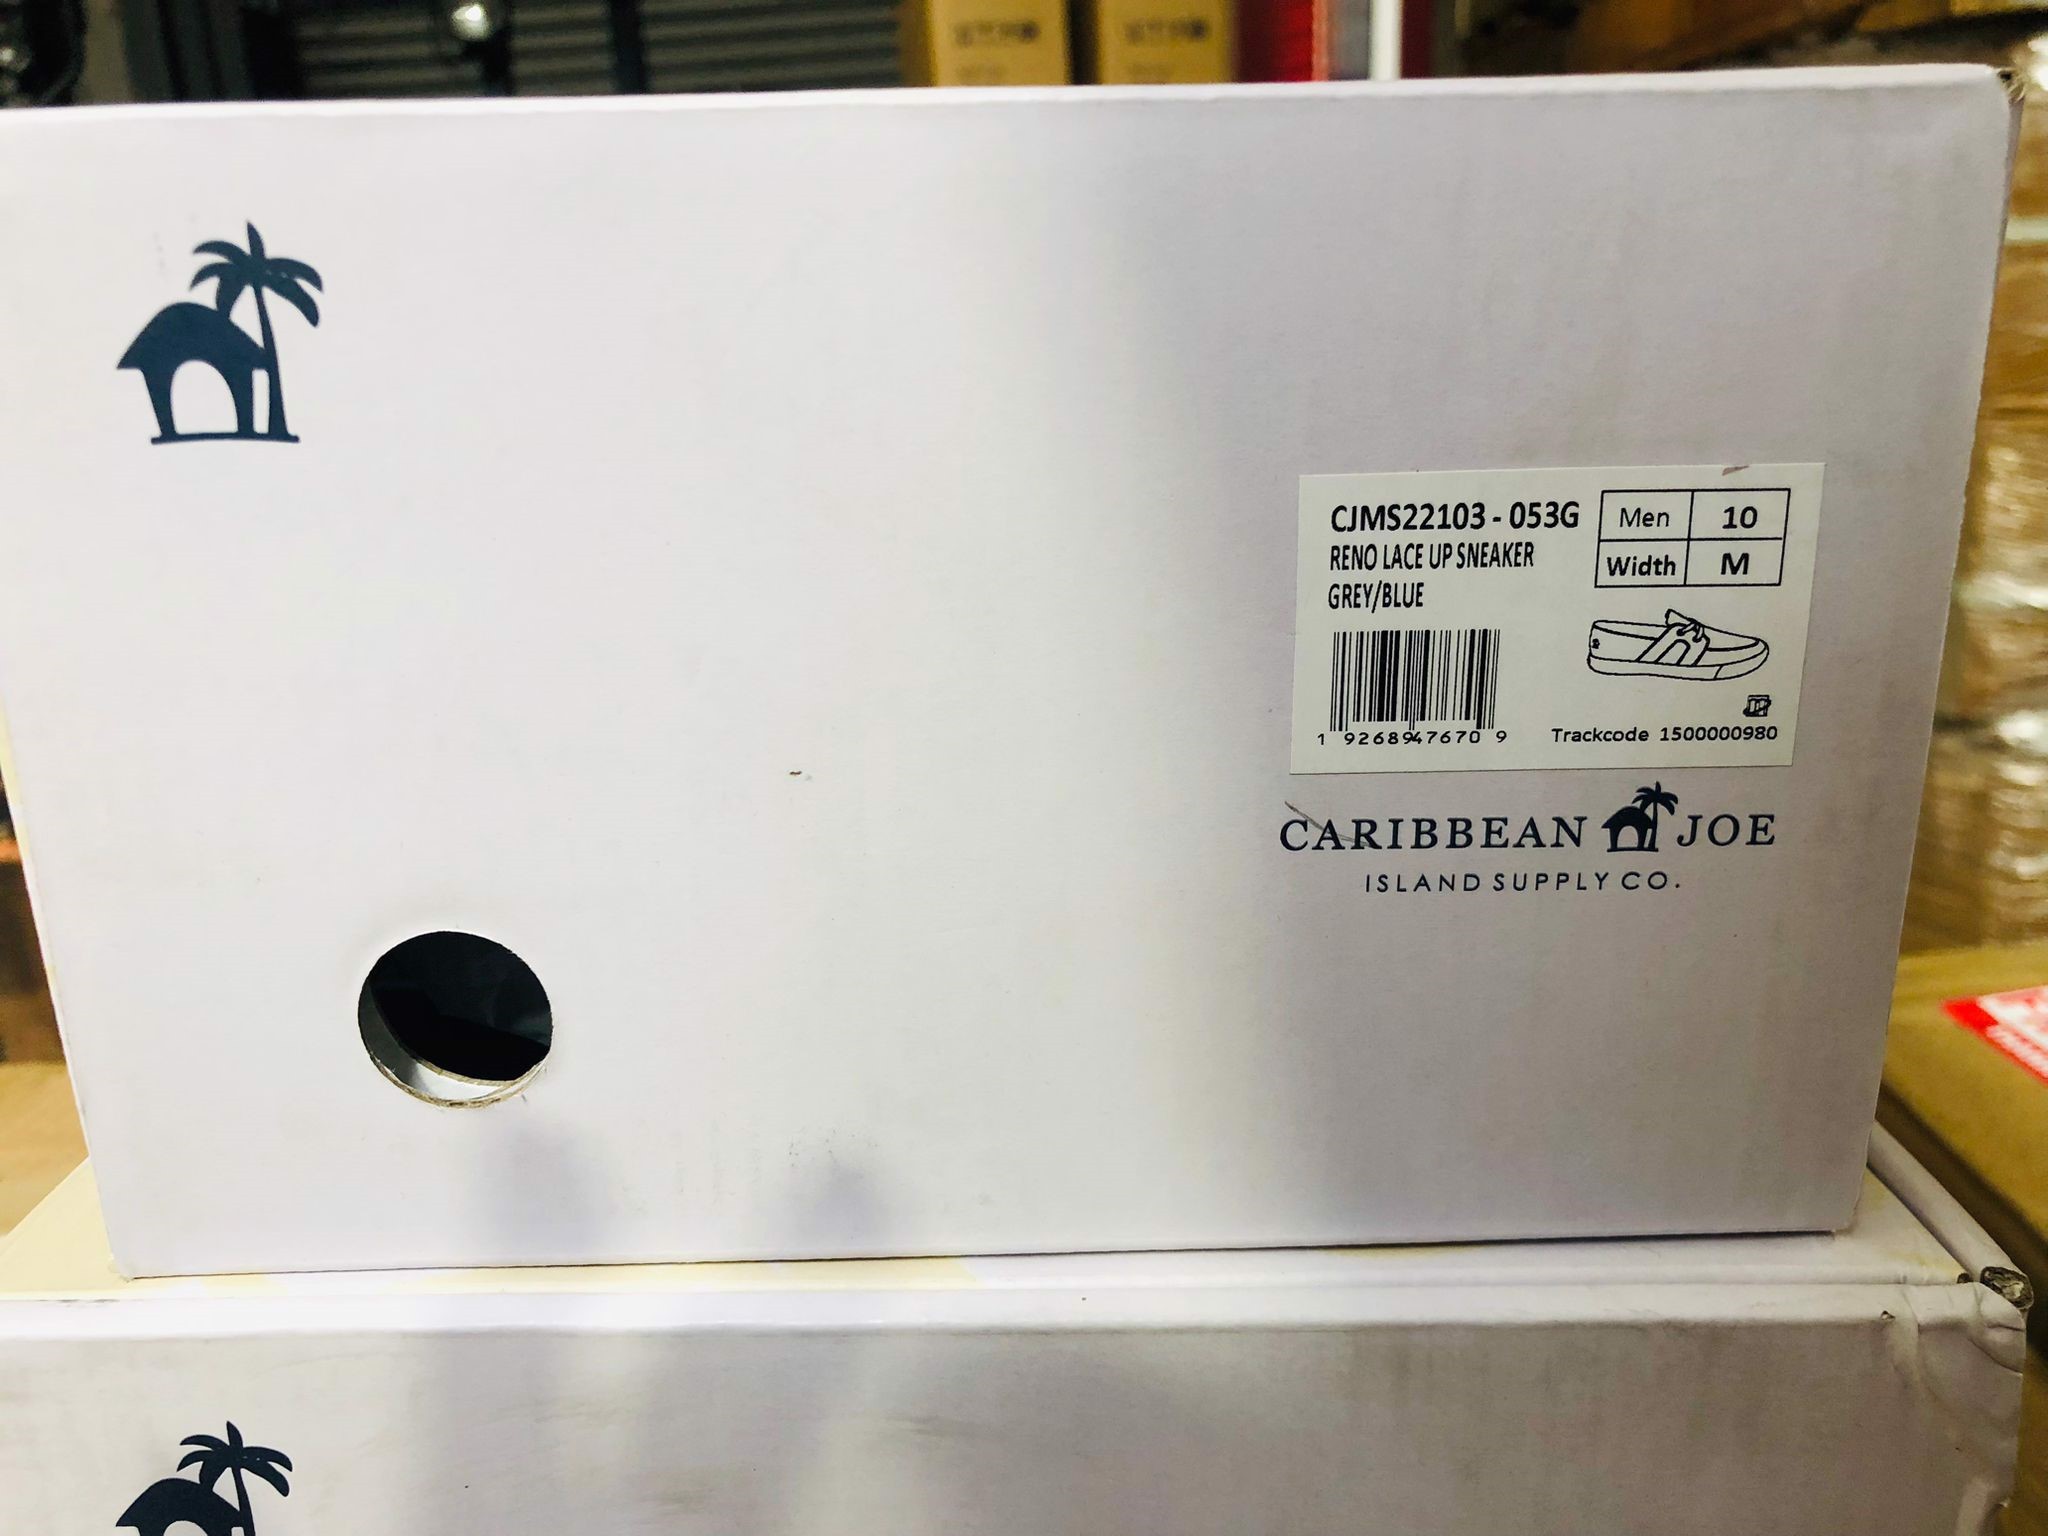 CJMS22103 - 053G
RENO LACE UP SNEAKER
GREY/BLUE
Men 10
Width M
1 92689 47670 9
Trackcode 1500000980
CARIBBEAN JOE
ISLAND SUPPLY CO.